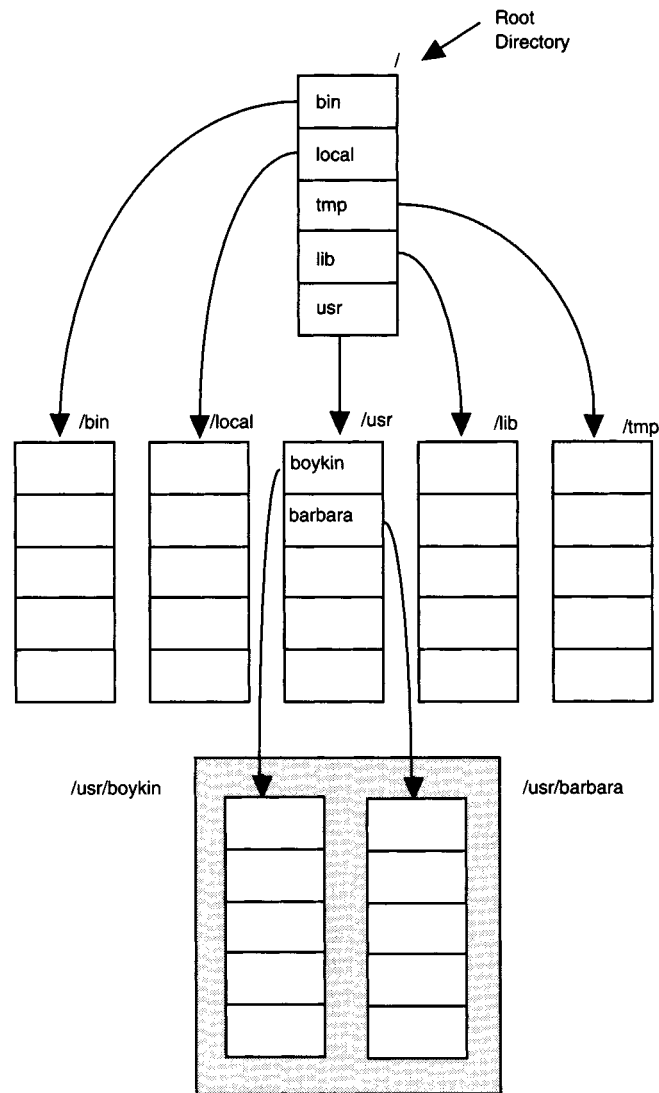 Root
Directory
/
bin
local
tmp
lib
usr
/bin
/local
/usr
/lib
/tmp
boykin
barbara
/usr/boykin
/usr/barbara